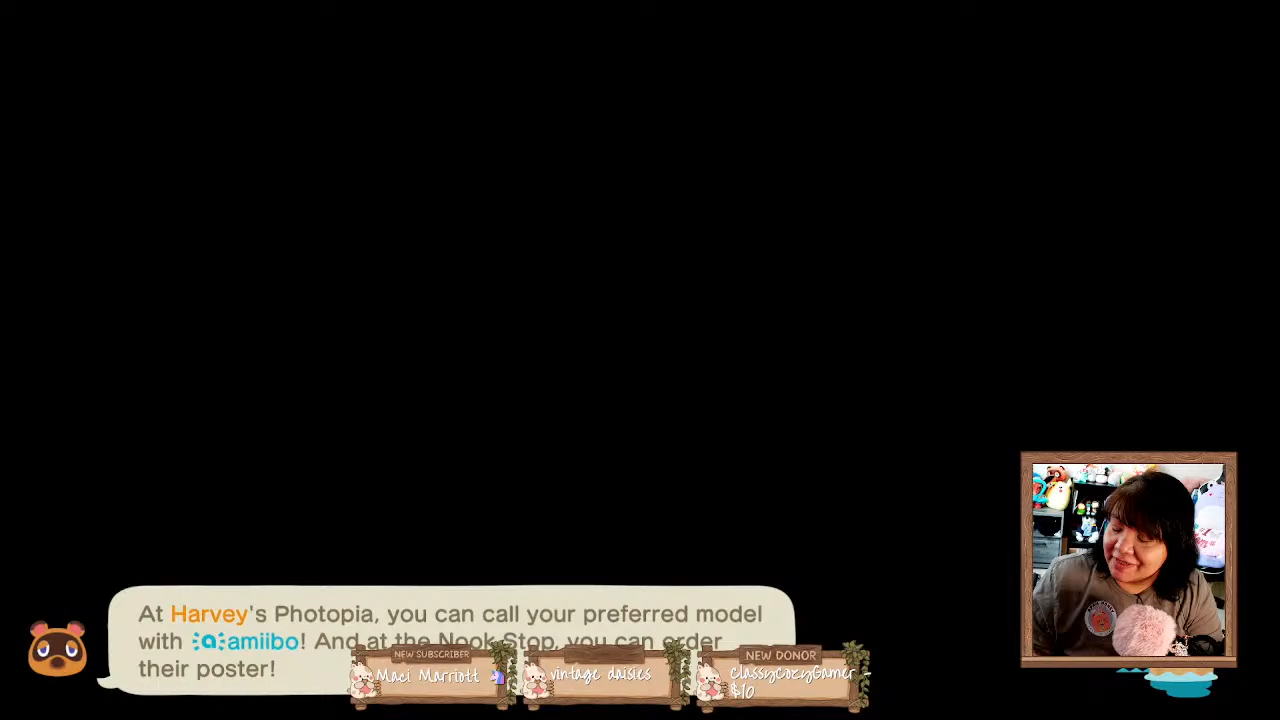 At Harvey's Photopia, you can call your preferred model
with amiibo! And at the Nook Stop, you can order
their poster!
NEW SUBSCRIBER
Maci Marriott
vintage daisies
NEW DONOR
classyCozyGamer -
$10